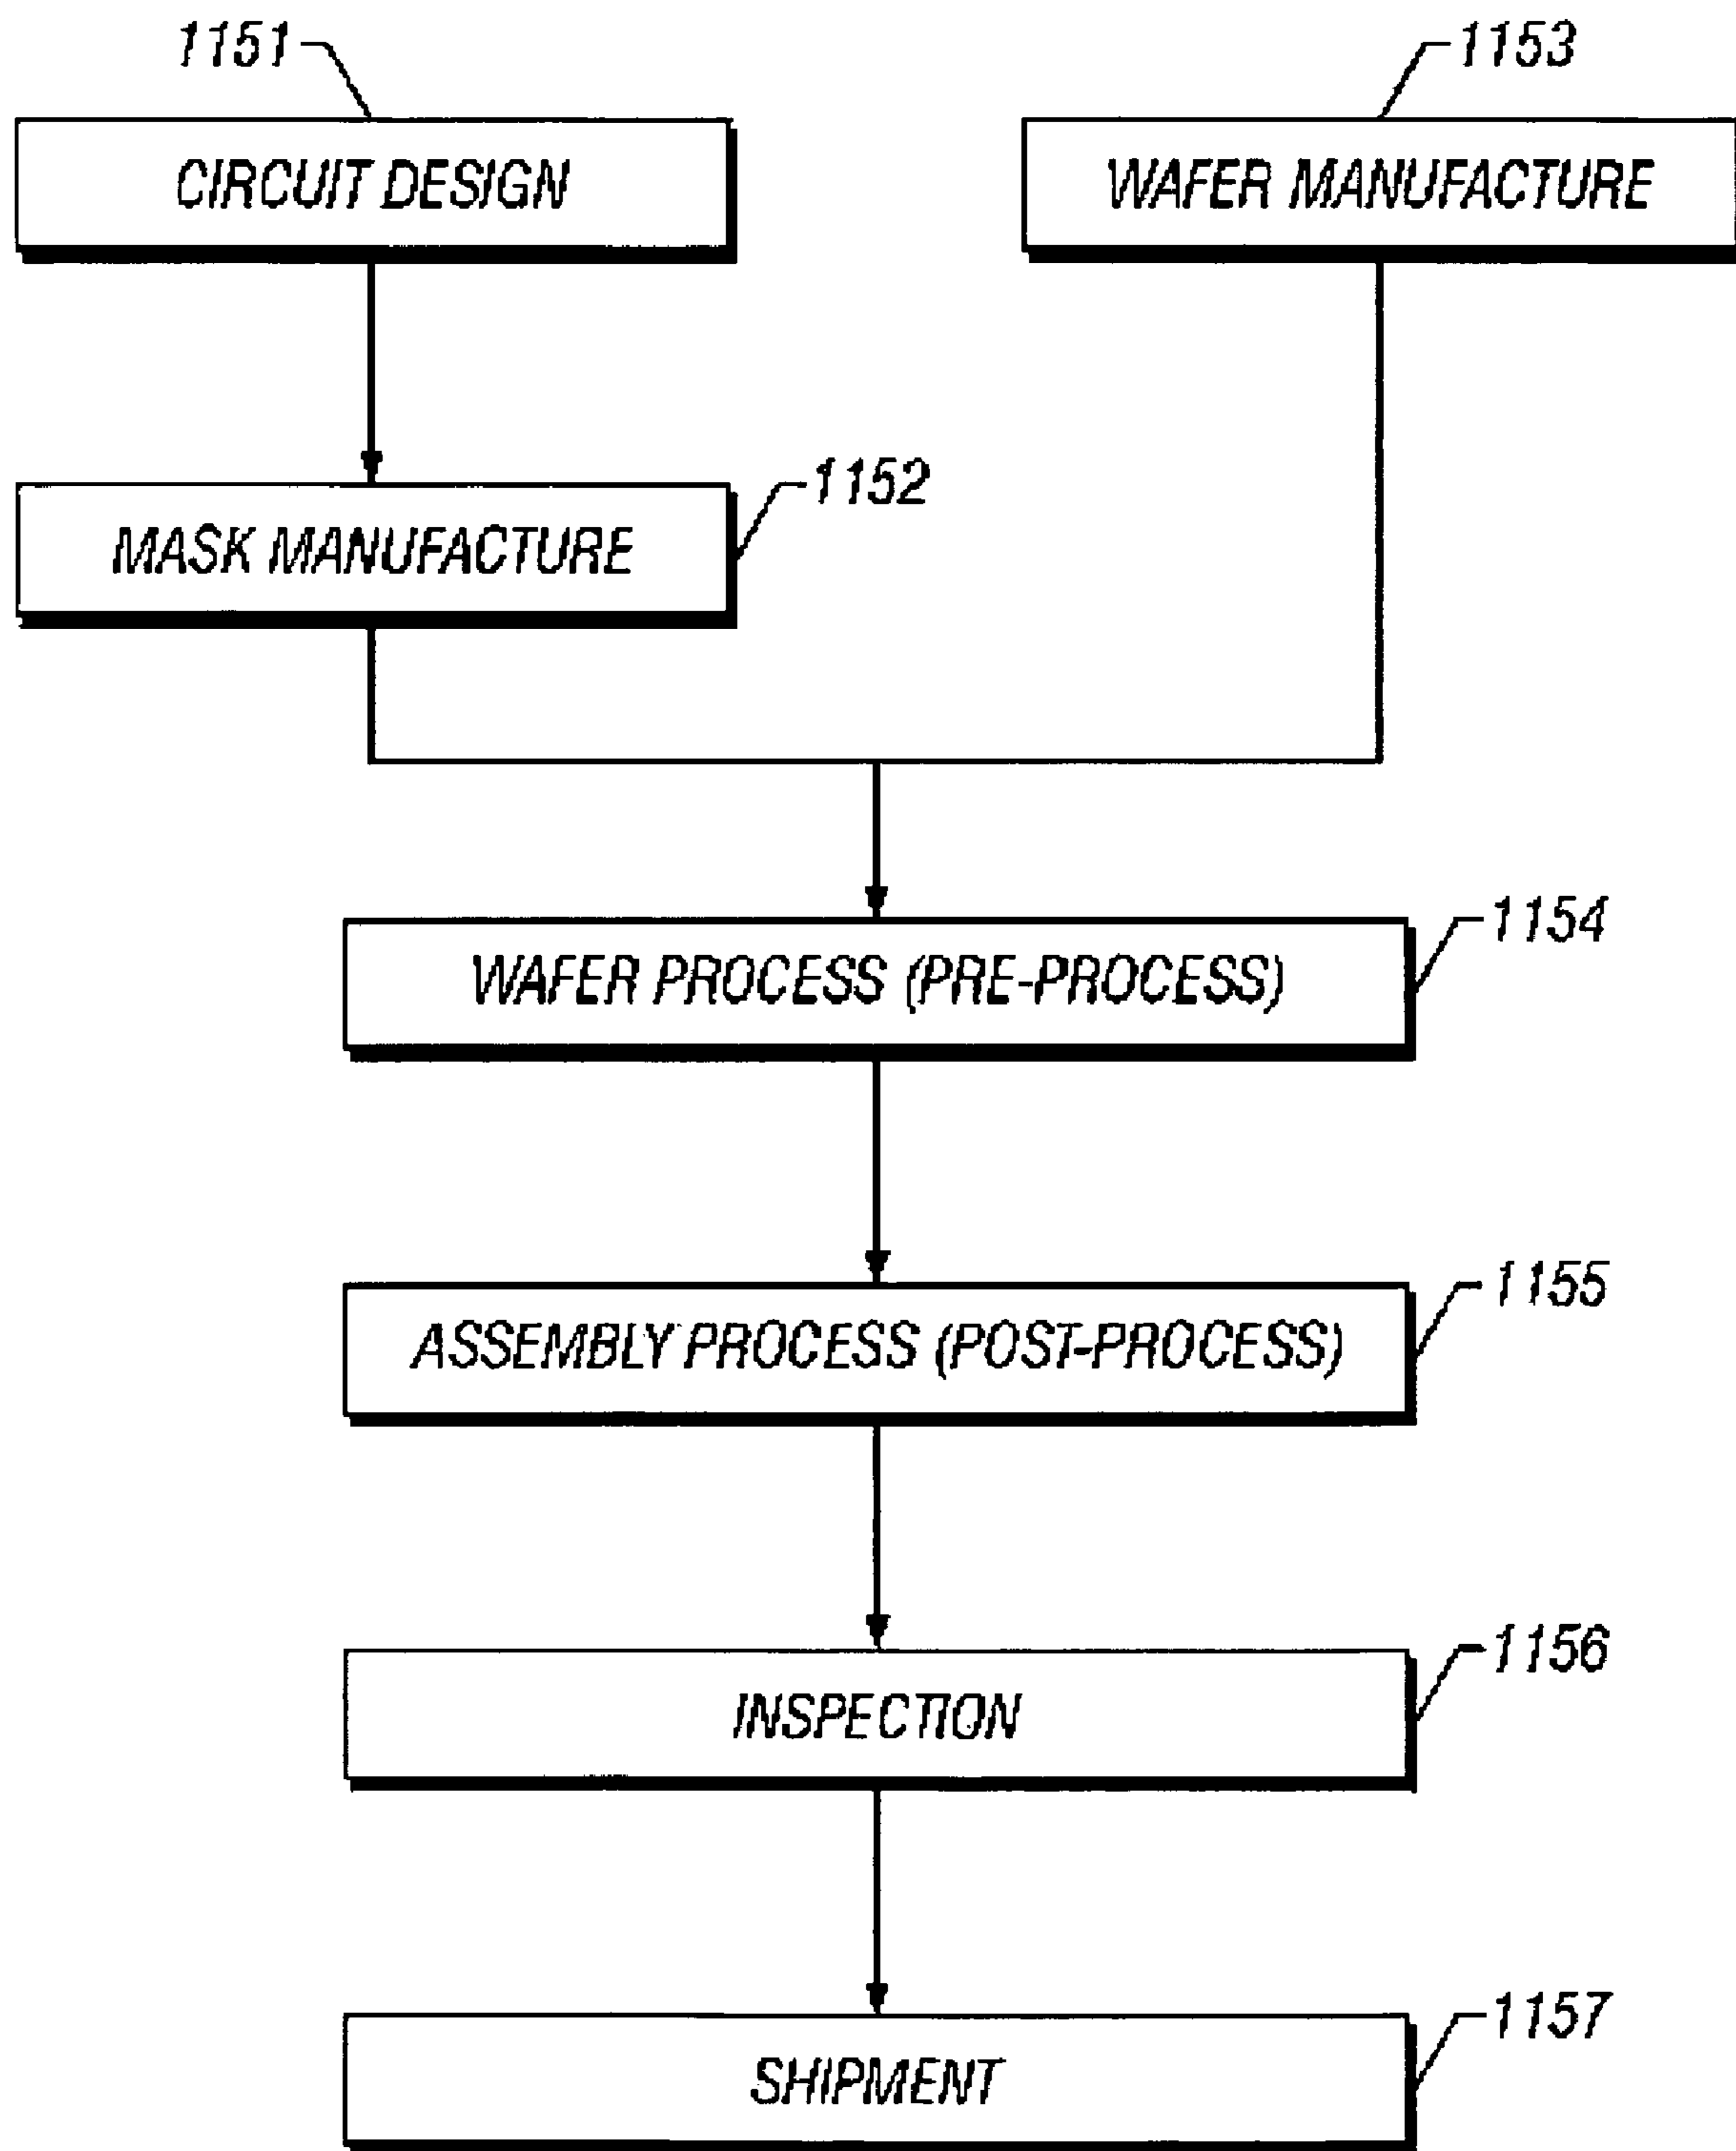 1151
1153
CIRCUIT DESIGN
WAFER MANUFACTURE
1152
MASK MANUFACTURE
1154
WAFER PROCESS (PRE-PROCESS)
1155
ASSEMBLY PROCESS (POST-PROCESS)
1156
INSPECTION
1157
SHIPMENT